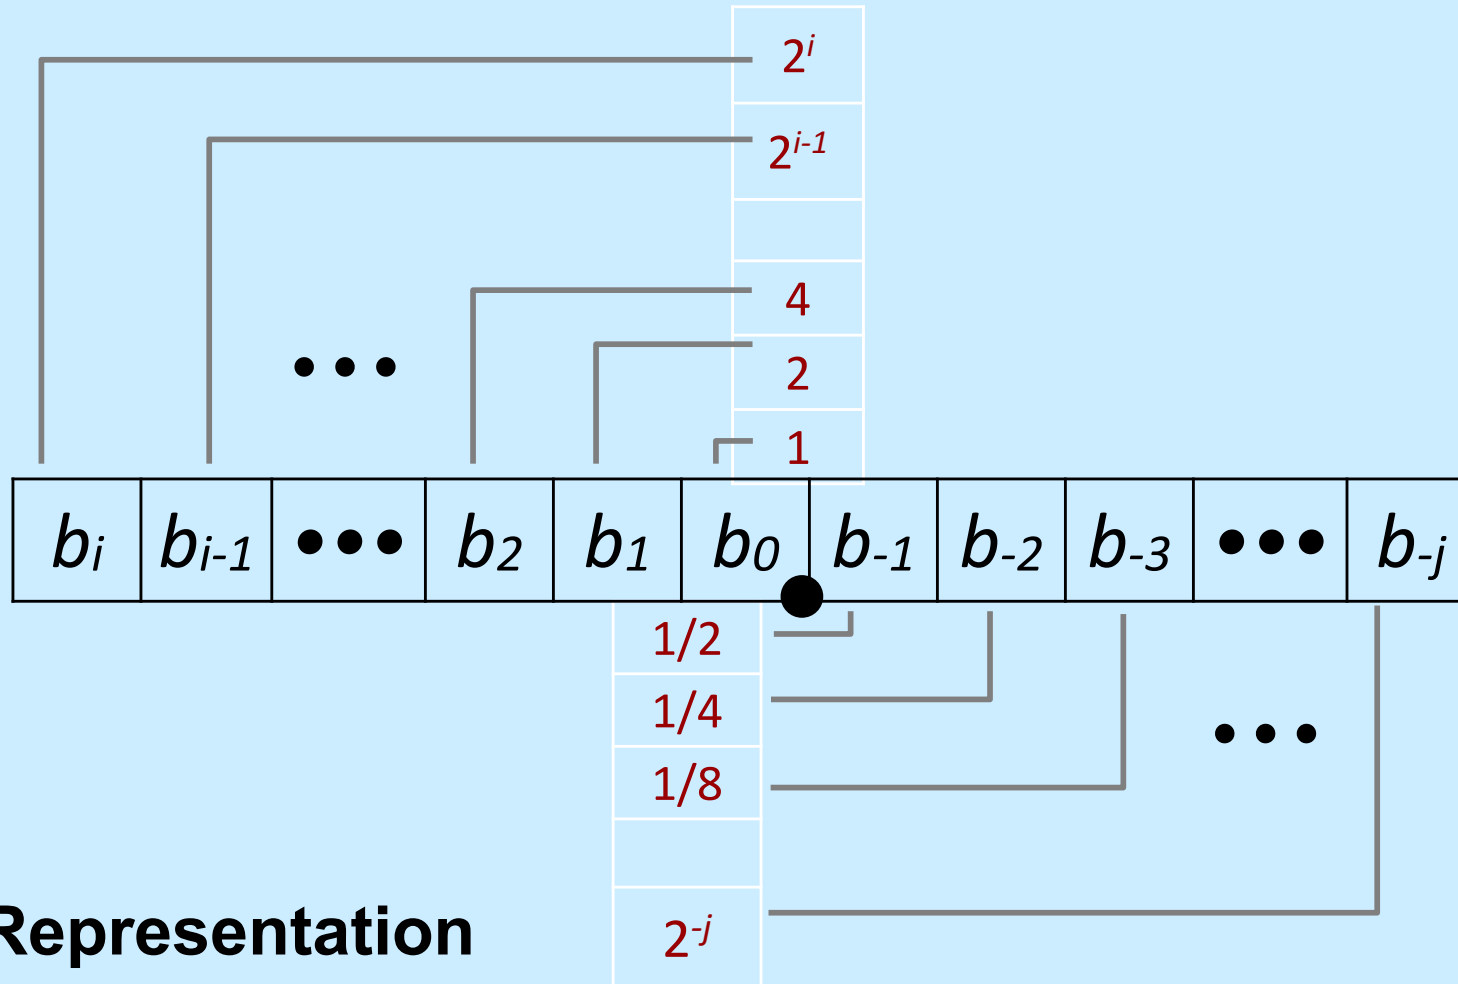 2^i
2^{i-1}
4
2
1
b_i b_{i-1} ••• b_2 b_1 b_0 b_{-1} b_{-2} b_{-3} ••• b_{-j}
1/2
1/4
1/8
2^{-j}
Representation